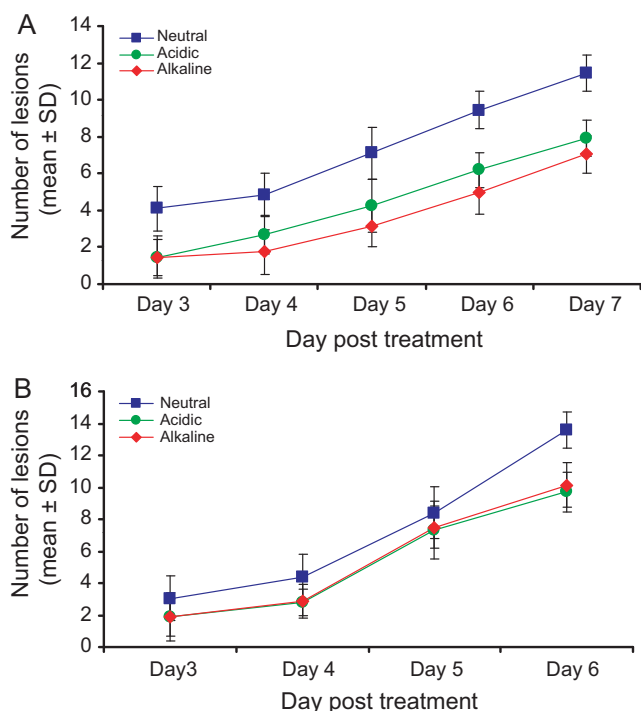 A
14
12
10
8
6
4
2
0
Number of lesions
(mean ± SD)
Neutral
Acidic
Alkaline
Day 3 Day 4 Day 5 Day 6 Day 7
Day post treatment
B
16
14
12
10
8
6
4
2
0
Number of lesions
(mean ± SD)
Neutral
Acidic
Alkaline
Day3 Day 4 Day 5 Day 6
Day post treatment